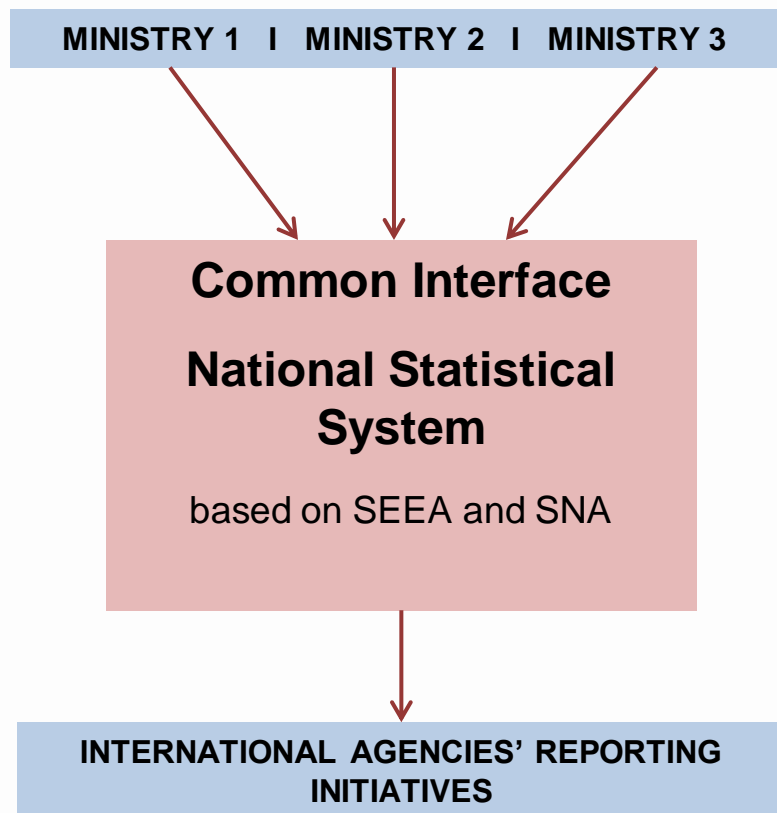 MINISTRY 1 I MINISTRY 2 I MINISTRY 3
Common Interface
National Statistical
System
based on SEEA and SNA
INTERNATIONAL AGENCIES’ REPORTING
INITIATIVES